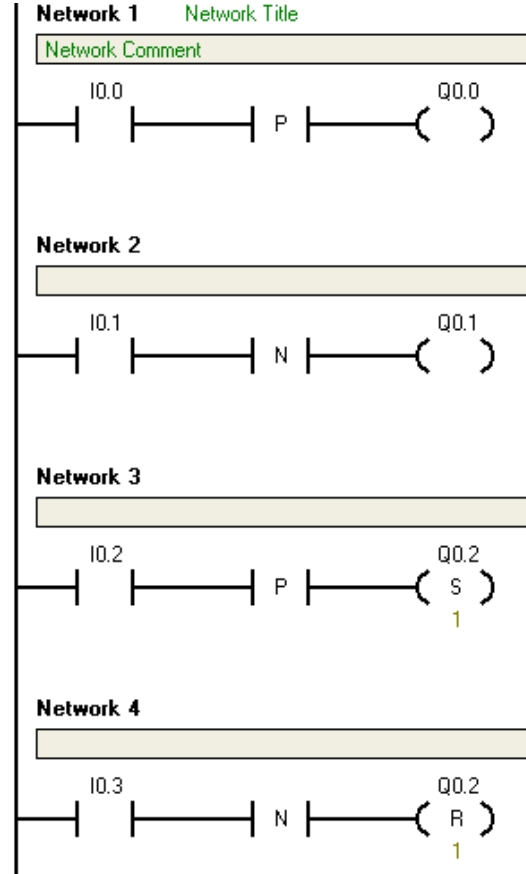 Network 1 Network Title
Network Comment
I0.0 Q0.0
P
Network 2
I0.1 Q0.1
N
Network 3
I0.2 Q0.2
P S
1
Network 4
I0.3 Q0.2
N R
1